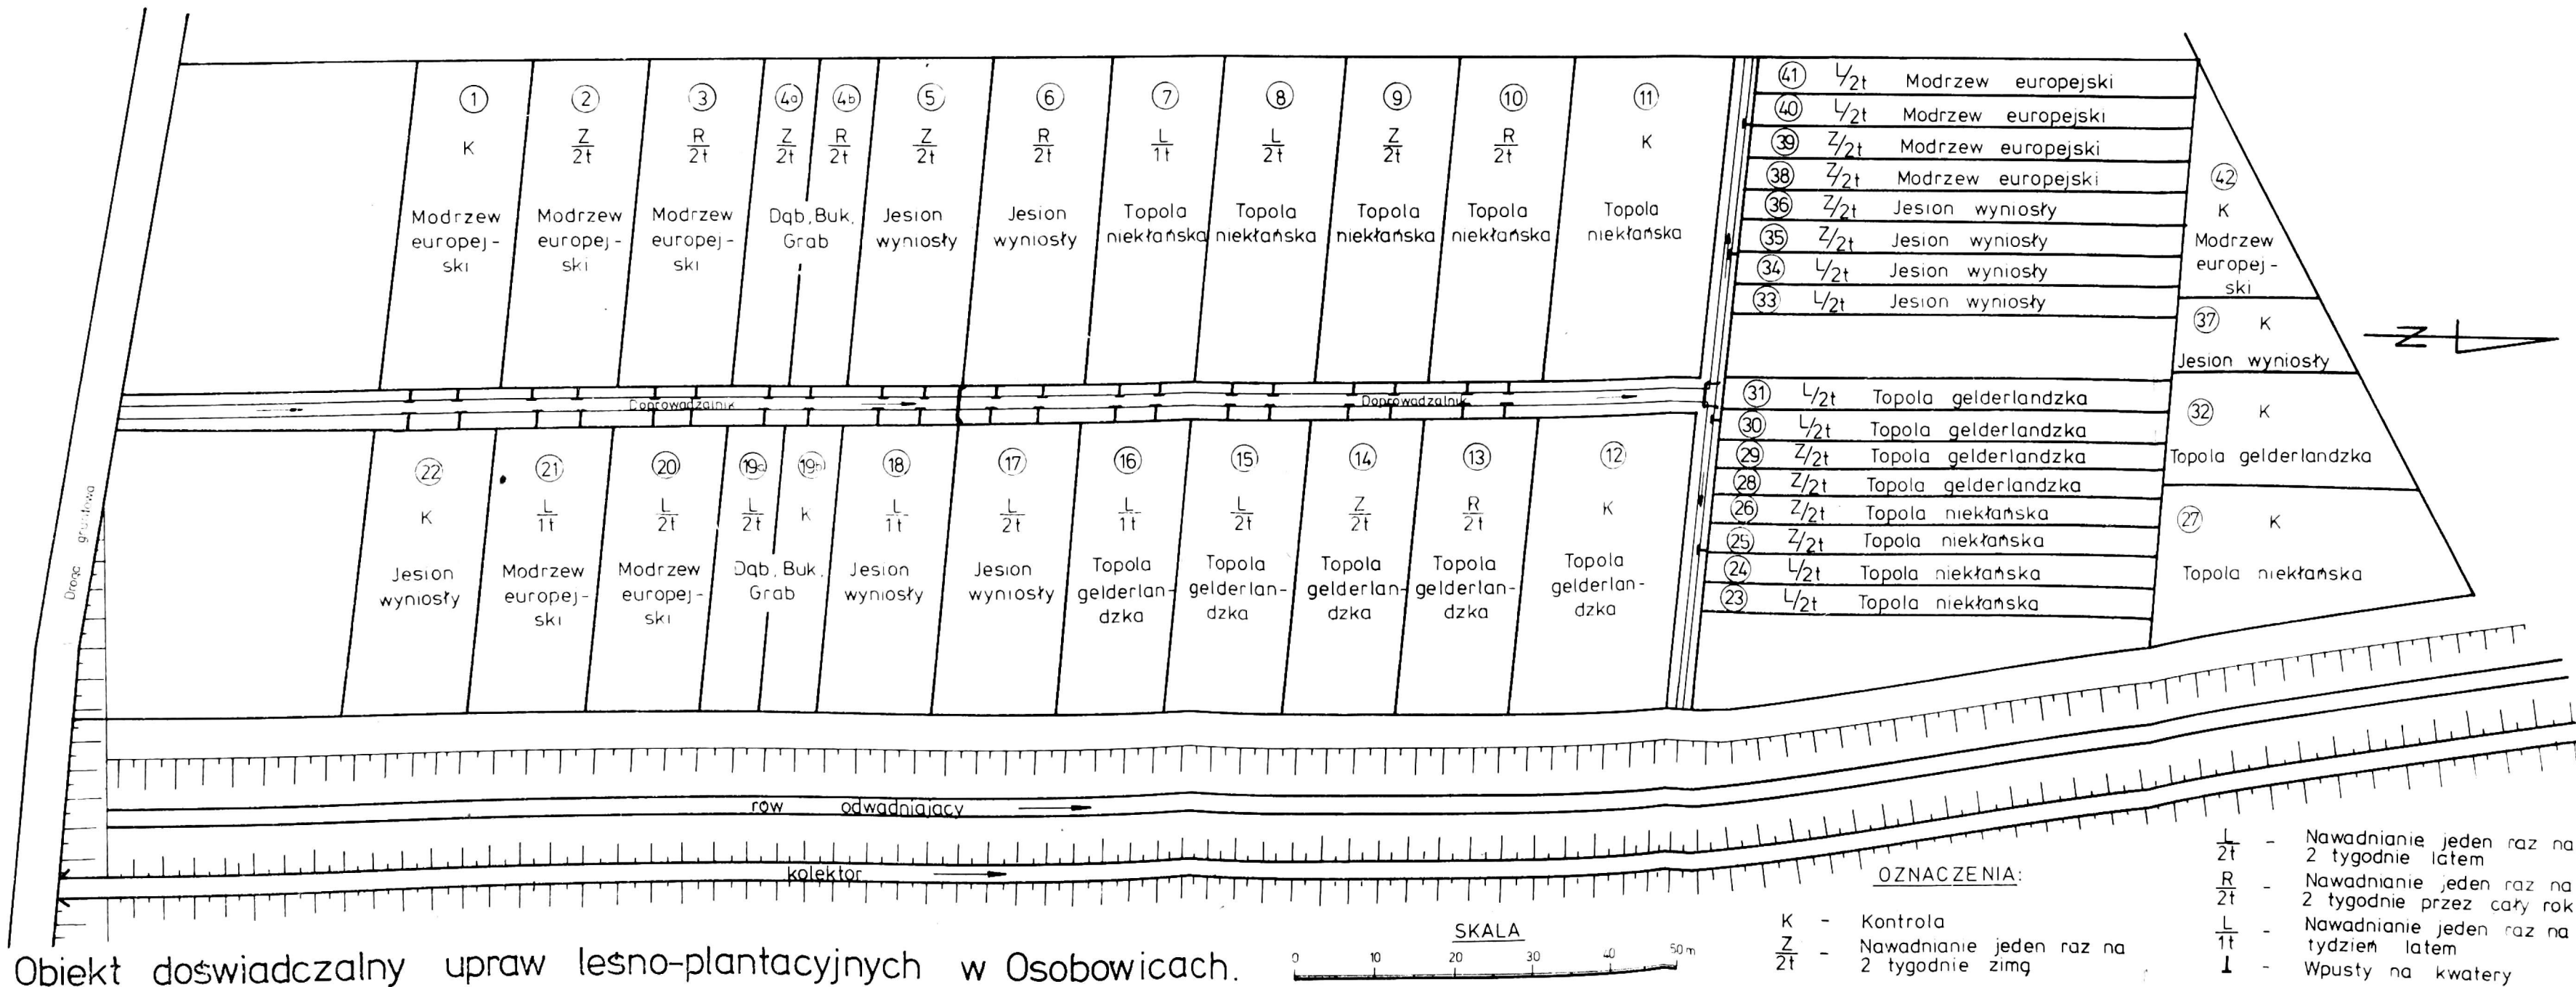 ①
K
Modrzew
europej-
ski
②
Z/2t
Modrzew
europej-
ski
③
R/2t
Modrzew
europej-
ski
④a
Z/2t
④b
R/2t
Dąb, Buk,
Grab
⑤
Z/2t
Jesion
wyniosły
⑥
R/2t
Jesion
wyniosły
⑦
L/1t
Topola
niekłańska
⑧
L/2t
Topola
niekłańska
⑨
Z/2t
Topola
niekłańska
⑩
R/2t
Topola
niekłańska
⑪
K
Topola
niekłańska
㊶ L/2t Modrzew europejski
㊵ L/2t Modrzew europejski
㊴ Z/2t Modrzew europejski
㊳ Z/2t Modrzew europejski
㊱ Z/2t Jesion wyniosły
㉟ Z/2t Jesion wyniosły
㉞ L/2t Jesion wyniosły
㉝ L/2t Jesion wyniosły
㊷
K
Modrzew
europej-
ski
㊲ K
Jesion wyniosły
Z
Doprowadzalnik
Doprowadzalnik
㉛ L/2t Topola gelderlandzka
㉚ L/2t Topola gelderlandzka
㉙ Z/2t Topola gelderlandzka
㉘ Z/2t Topola gelderlandzka
㉖ Z/2t Topola niekłańska
㉕ Z/2t Topola niekłańska
㉔ L/2t Topola niekłańska
㉓ L/2t Topola niekłańska
㉜ K
Topola gelderlandzka
㉗ K
Topola niekłańska
㉒
K
Jesion
wyniosły
㉑
L/1t
Modrzew
europej-
ski
⑳
L/2t
Modrzew
europej-
ski
⑲a
L/2t
⑲b
K
Dąb, Buk,
Grab
⑱
L/1t
Jesion
wyniosły
⑰
L/2t
Jesion
wyniosły
⑯
L/1t
Topola
gelderlan-
dzka
⑮
L/2t
Topola
gelderlan-
dzka
⑭
Z/2t
Topola
gelderlan-
dzka
⑬
R/2t
Topola
gelderlan-
dzka
⑫
K
Topola
gelderlan-
dzka
Droga gruntowa
rów odwadniający
kolektor
Obiekt doświadczalny upraw leśno-plantacyjnych w Osobowicach.
SKALA
0 10 20 30 40 50 m
OZNACZENIA:
K - Kontrola
Z/2t - Nawadnianie jeden raz na
2 tygodnie zimą
L/2t - Nawadnianie jeden raz na
2 tygodnie latem
R/2t - Nawadnianie jeden raz na
2 tygodnie przez cały rok
L/1t - Nawadnianie jeden raz na
tydzień latem
- Wpusty na kwatery